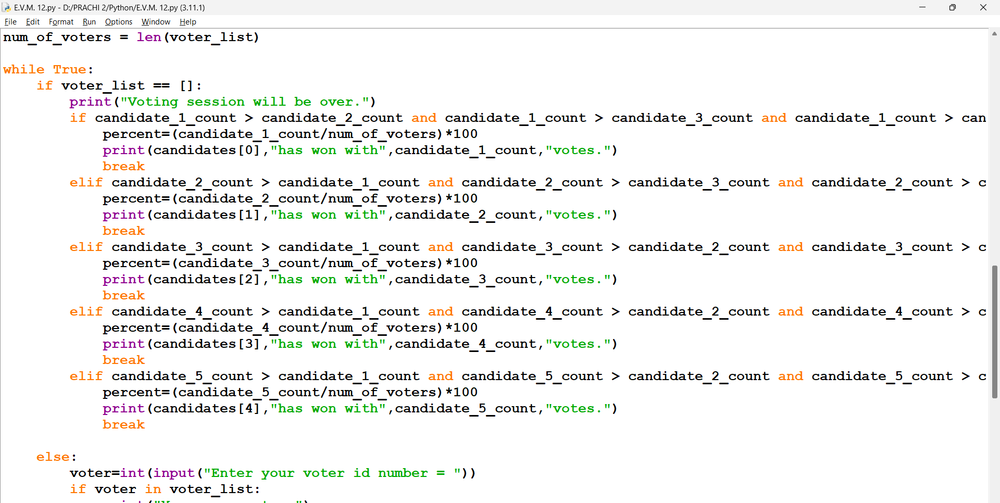 E.V.M. 12.py - D:/PRACHI 2/Python/E.V.M. 12.py (3.11.1)
File Edit Format Run Options Window Help
num_of_voters = len(voter_list)
while True:
    if voter_list == []:
        print("Voting session will be over.")
        if candidate_1_count > candidate_2_count and candidate_1_count > candidate_3_count and candidate_1_count > can
            percent=(candidate_1_count/num_of_voters)*100
            print(candidates[0],"has won with",candidate_1_count,"votes.")
            break
        elif candidate_2_count > candidate_1_count and candidate_2_count > candidate_3_count and candidate_2_count > c
            percent=(candidate_2_count/num_of_voters)*100
            print(candidates[1],"has won with",candidate_2_count,"votes.")
            break
        elif candidate_3_count > candidate_1_count and candidate_3_count > candidate_2_count and candidate_3_count > c
            percent=(candidate_3_count/num_of_voters)*100
            print(candidates[2],"has won with",candidate_3_count,"votes.")
            break
        elif candidate_4_count > candidate_1_count and candidate_4_count > candidate_2_count and candidate_4_count > c
            percent=(candidate_4_count/num_of_voters)*100
            print(candidates[3],"has won with",candidate_4_count,"votes.")
            break
        elif candidate_5_count > candidate_1_count and candidate_5_count > candidate_2_count and candidate_5_count > c
            percent=(candidate_5_count/num_of_voters)*100
            print(candidates[4],"has won with",candidate_5_count,"votes.")
            break
    else:
        voter=int(input("Enter your voter id number = "))
        if voter in voter_list: